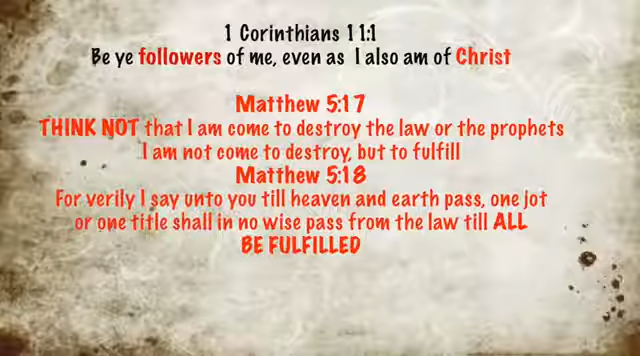 1 Corinthians 11:1
Be ye followers of me, even as I also am of Christ
Matthew 5:17
THINK NOT that I am come to destroy the law or the prophets
I am not come to destroy, but to fulfill
Matthew 5:18
For verily I say unto you till heaven and earth pass, one jot
or one title shall in no wise pass from the law till ALL
BE FULFILLED